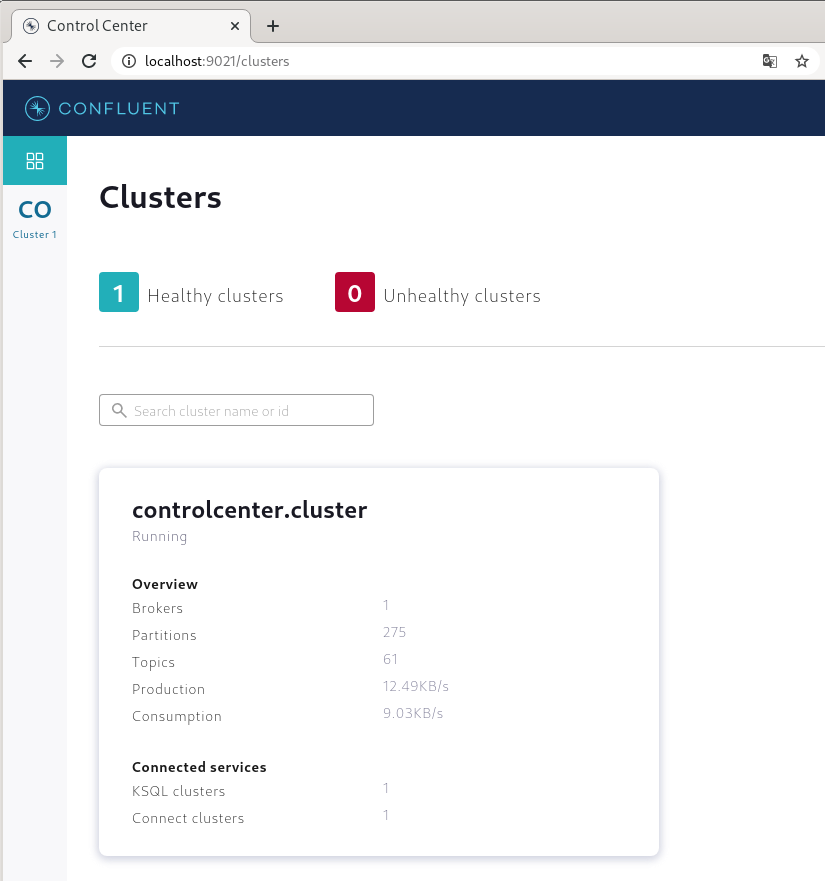 Control Center
localhost:9021/clusters
CONFLUENT
CO
Cluster 1
Clusters
1 Healthy clusters 0 Unhealthy clusters
Search cluster name or id
controlcenter.cluster
Running
Overview
Brokers 1
Partitions 275
Topics 61
Production 12.49KB/s
Consumption 9.03KB/s
Connected services
KSQL clusters 1
Connect clusters 1